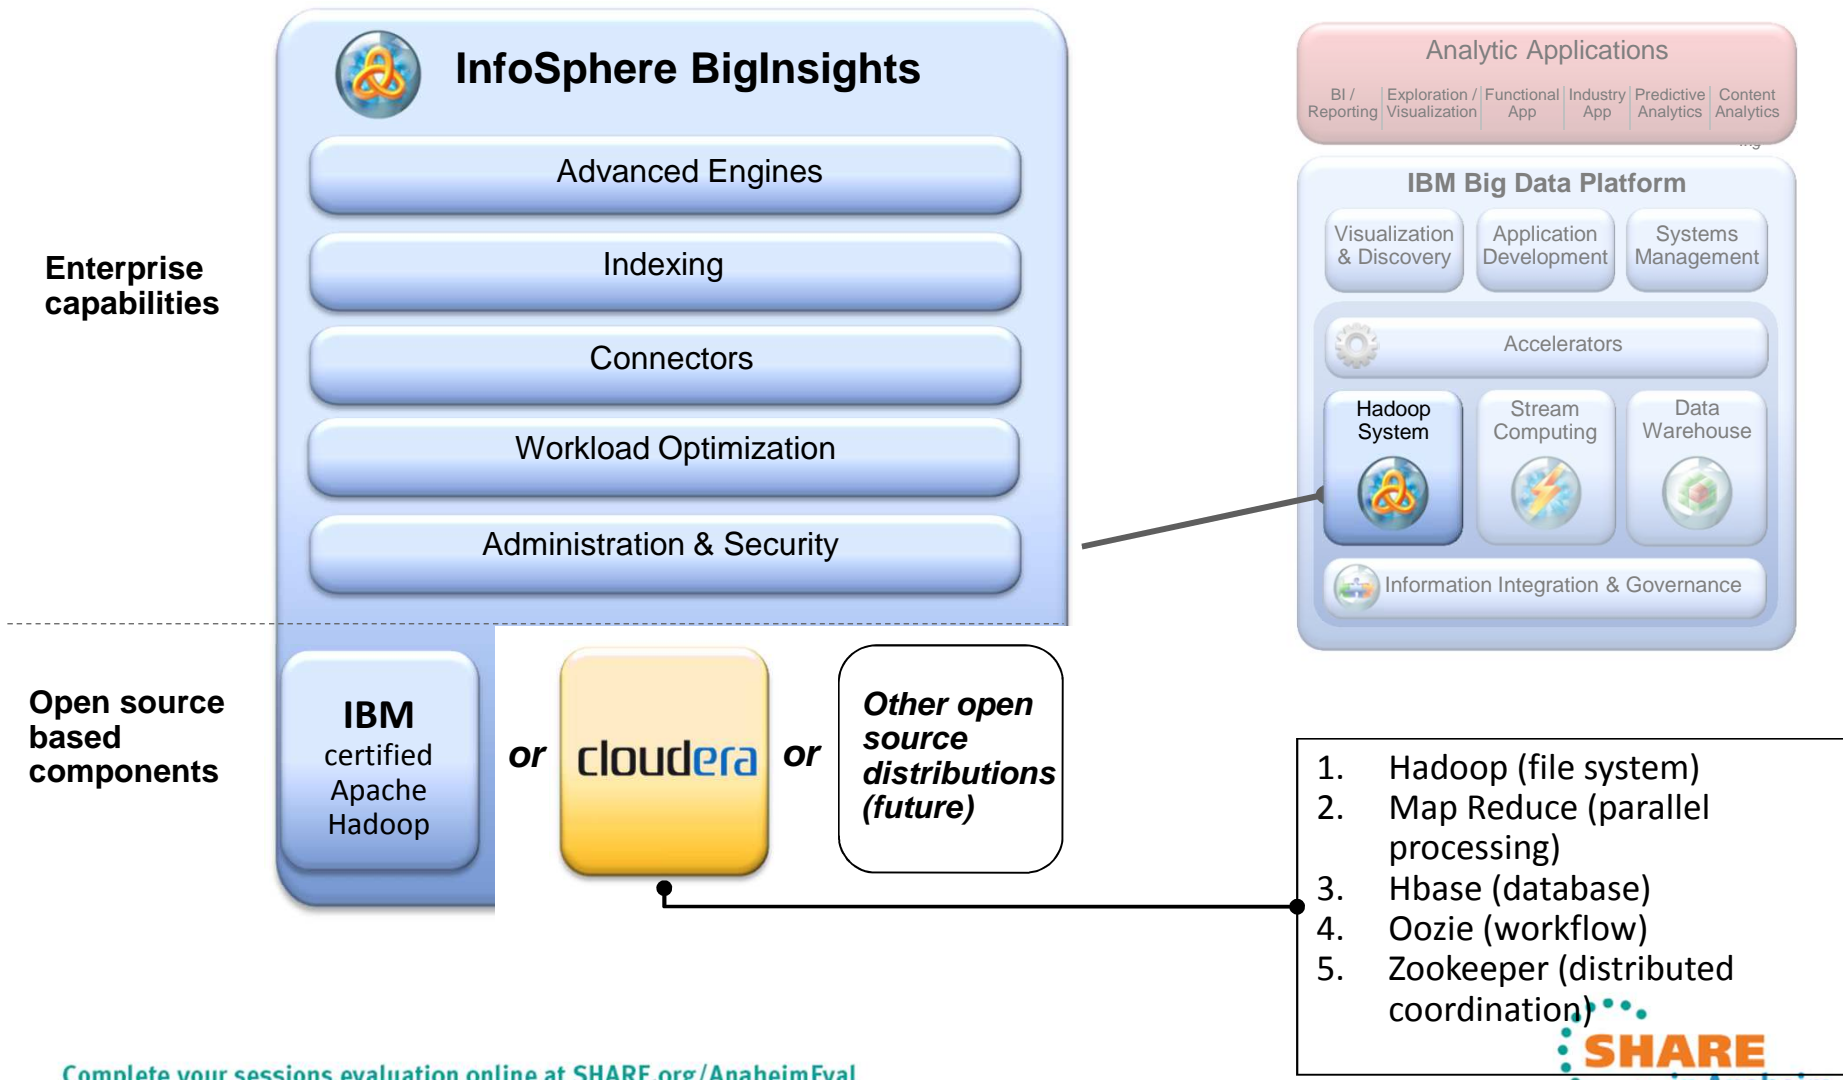 InfoSphere BigInsights
Advanced Engines
Indexing
Connectors
Workload Optimization
Administration & Security
Enterprise
capabilities
Open source
based
components
IBM
certified
Apache
Hadoop
or
cloudera
or
Other open
source
distributions
(future)
Analytic Applications
BI /
Reporting
Exploration /
Visualization
Functional
App
Industry
App
Predictive
Analytics
Content
Analytics
IBM Big Data Platform
Visualization
& Discovery
Application
Development
Systems
Management
Accelerators
Hadoop
System
Stream
Computing
Data
Warehouse
Information Integration & Governance
1. Hadoop (file system)
2. Map Reduce (parallel
processing)
3. Hbase (database)
4. Oozie (workflow)
5. Zookeeper (distributed
coordination)
SHARE
Complete your sessions evaluation online at SHARE.org/AnaheimEval